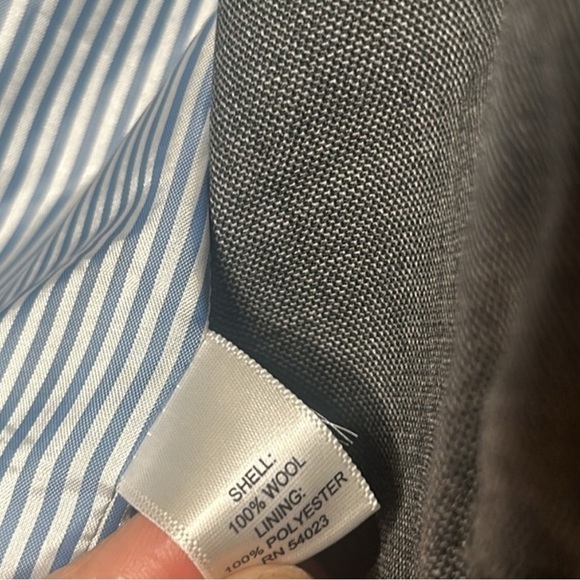 SHELL:
100% WOOL
LINING:
100% POLYESTER
RN 54023